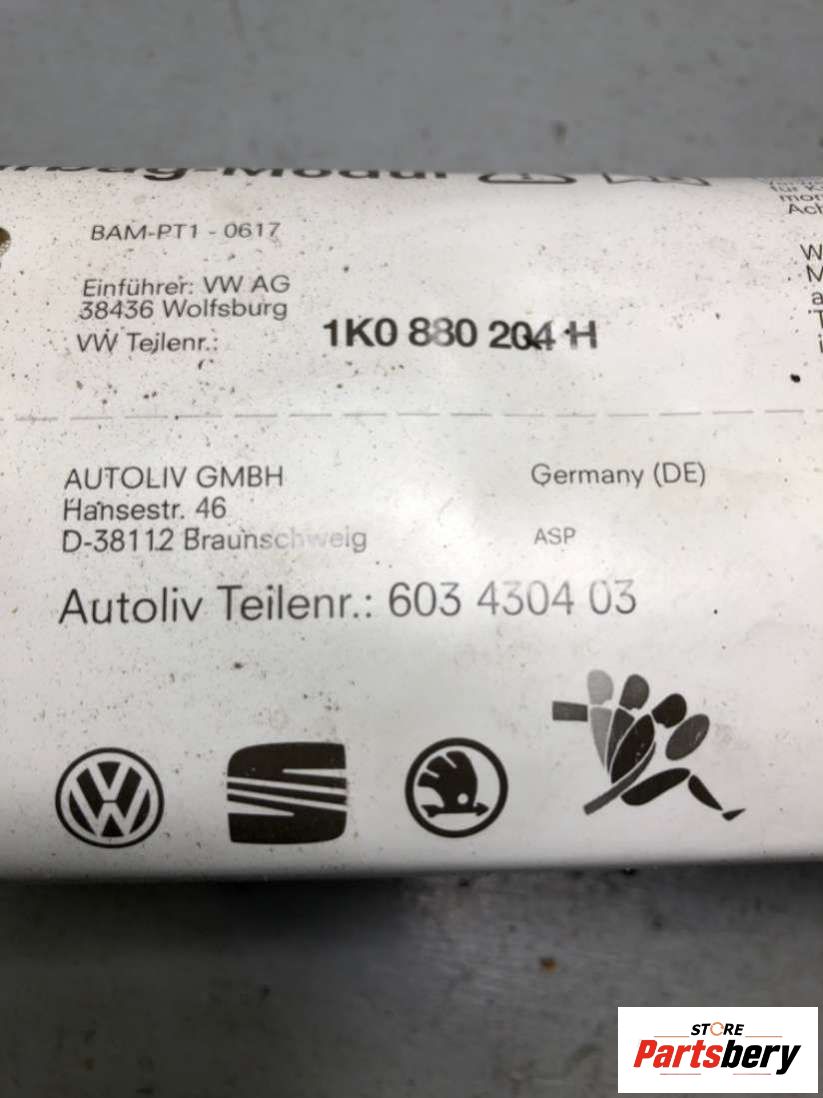 BAM-PT1 - 0617
Einführer: VW AG
38436 Wolfsburg
VW Teilenr.: 1K0 880 204 H
AUTOLIV GMBH
Hansestr. 46
D-38112 Braunschweig
Germany (DE)
ASP
Autoliv Teilenr.: 603 4304 03
STORE
Partsbery